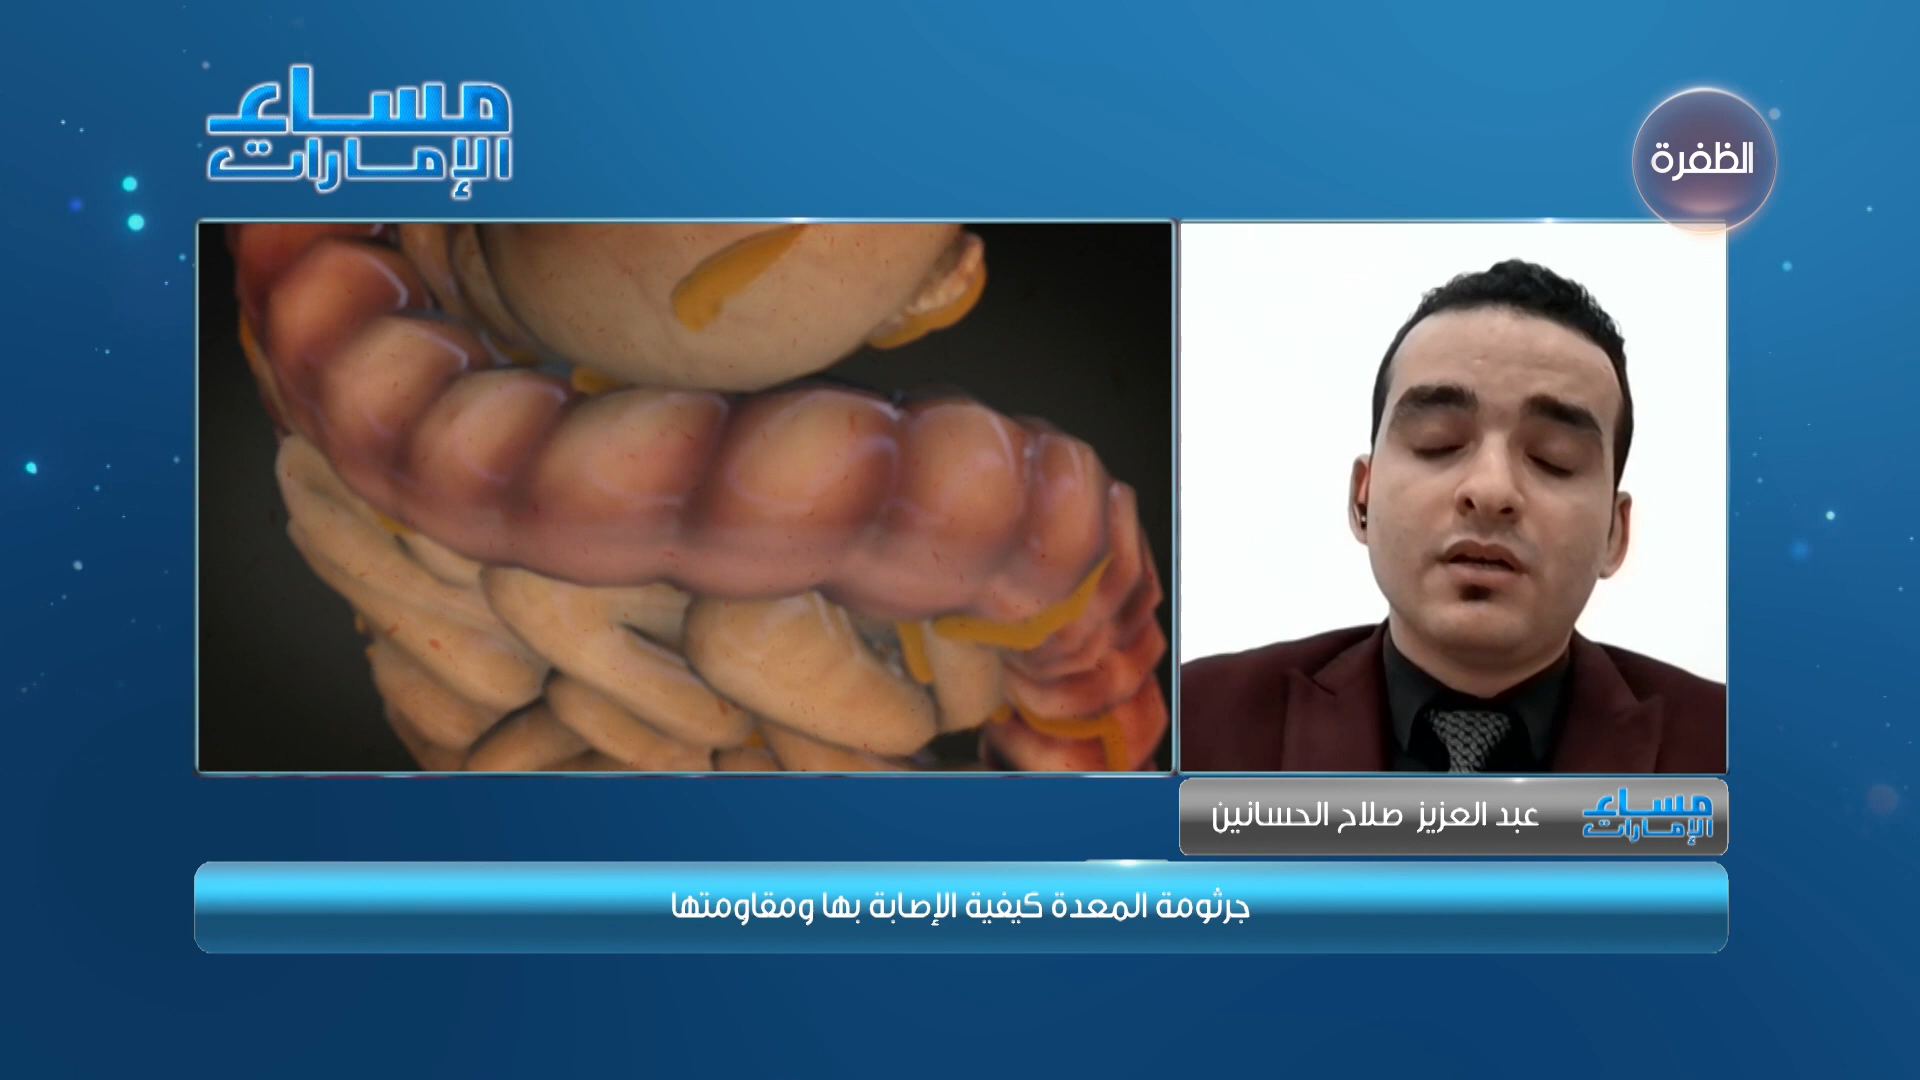 مساء
الإمارات
الظفرة
عبد العزيز صلاح الحسانين
مساء
الإمارات
جرثومة المعدة كيفية الإصابة بها ومقاومتها